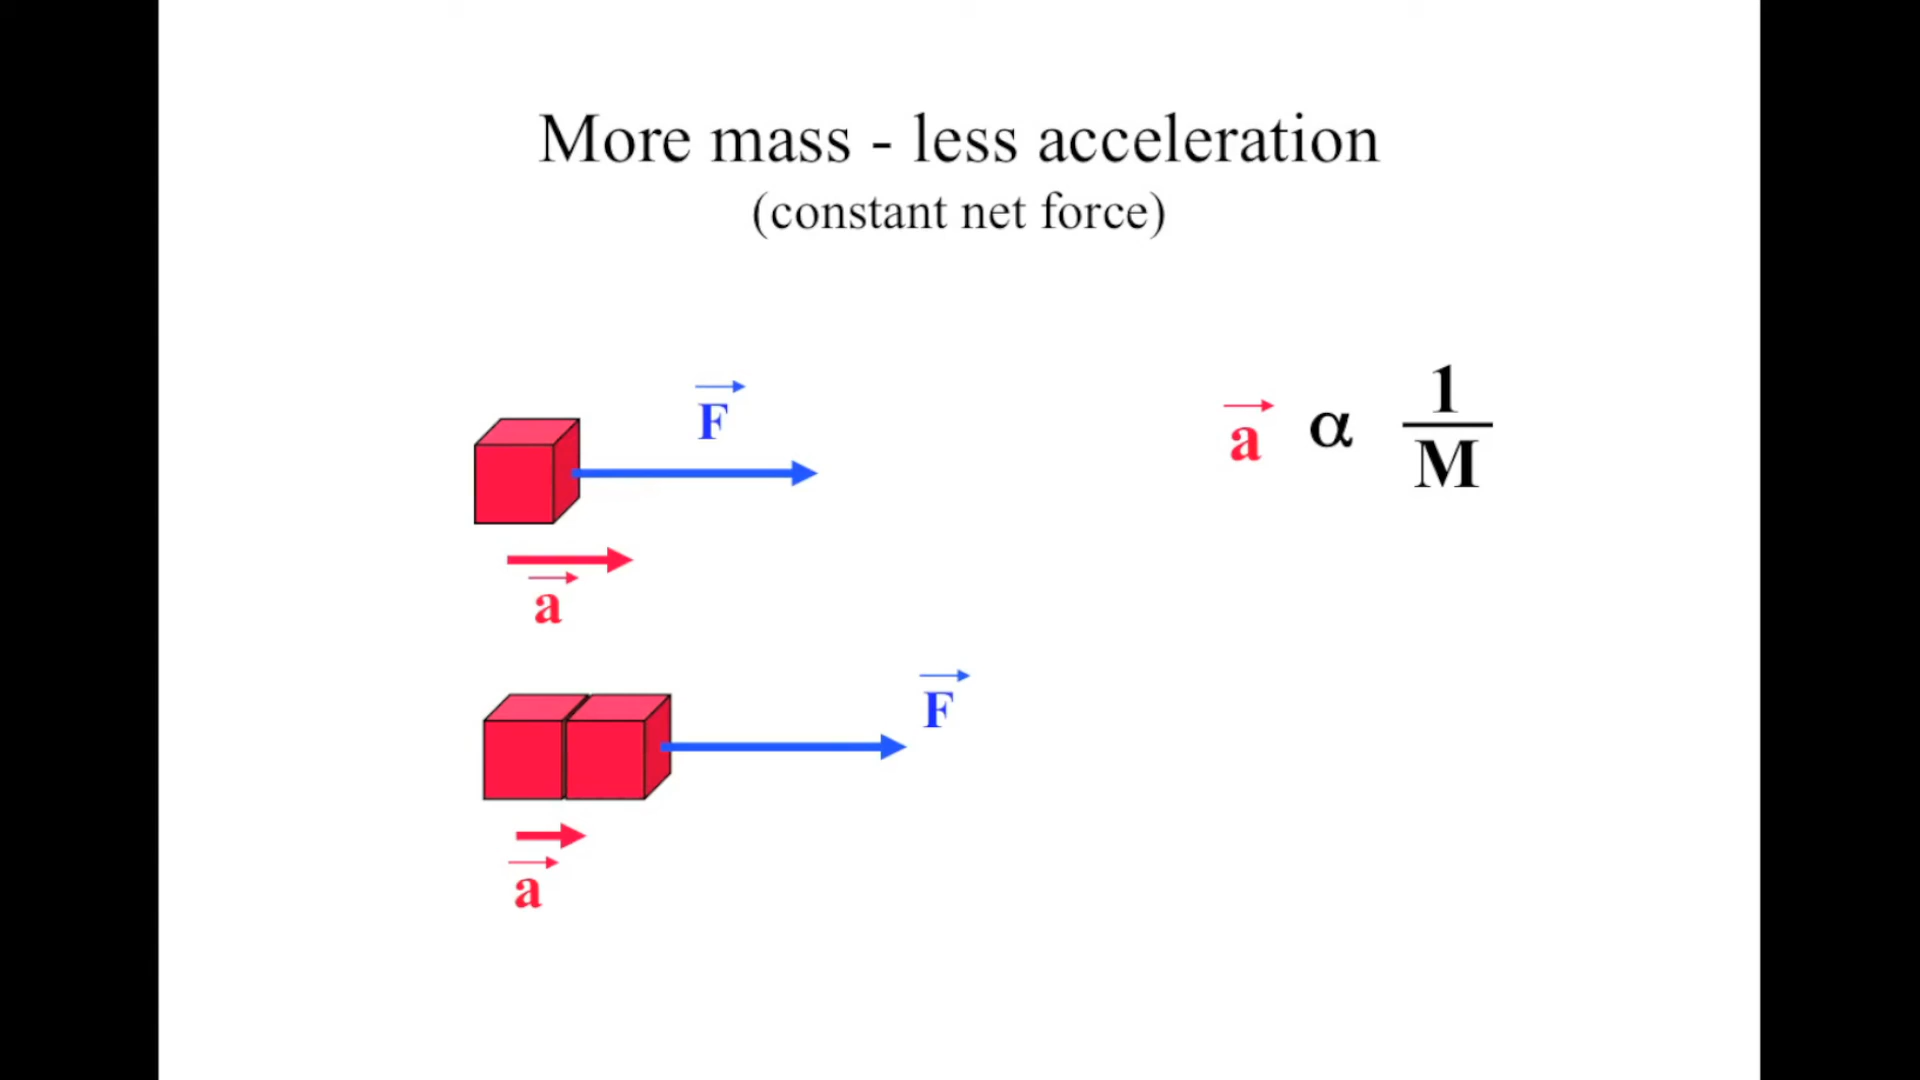 More mass - less acceleration
(constant net force)
F
a α 1/M
a
F
a